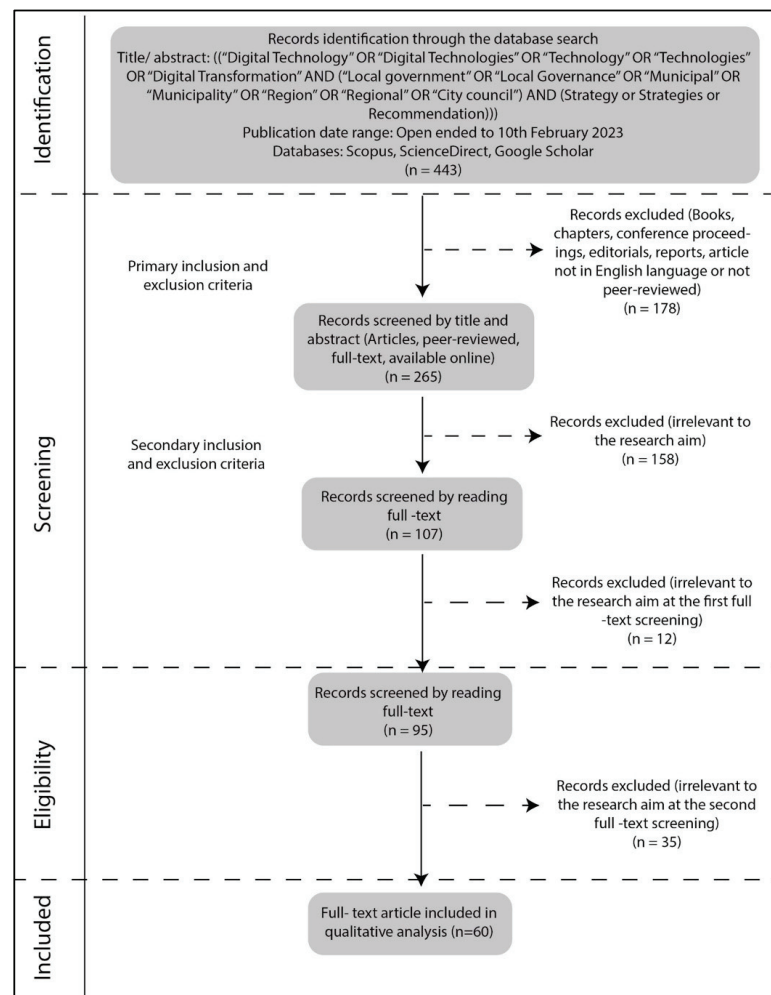 Identification
Records identification through the database search
Title/ abstract: ((“Digital Technology” OR “Digital Technologies” OR “Technology” OR “Technologies”
OR “Digital Transformation” AND (“Local government” OR “Local Governance” OR “Municipal” OR
“Municipality” OR “Region” OR “Regional” OR “City council”) AND (Strategy or Strategies or
Recommendation)))
Publication date range: Open ended to 10th February 2023
Databases: Scopus, ScienceDirect, Google Scholar
(n = 443)
Screening
Primary inclusion and
exclusion criteria
Records excluded (Books,
chapters, conference proceed-
ings, editorials, reports, article
not in English language or not
peer-reviewed)
(n = 178)
Records screened by title and
abstract (Articles, peer-reviewed,
full-text, available online)
(n = 265)
Secondary inclusion
and exclusion criteria
Records excluded (irrelevant to
the research aim)
(n = 158)
Records screened by reading
full -text
(n = 107)
Records excluded (irrelevant to
the research aim at the first full
-text screening)
(n = 12)
Eligibility
Records screened by reading
full-text
(n = 95)
Records excluded (irrelevant to
the research aim at the second
full -text screening)
(n = 35)
Included
Full- text article included in
qualitative analysis (n=60)